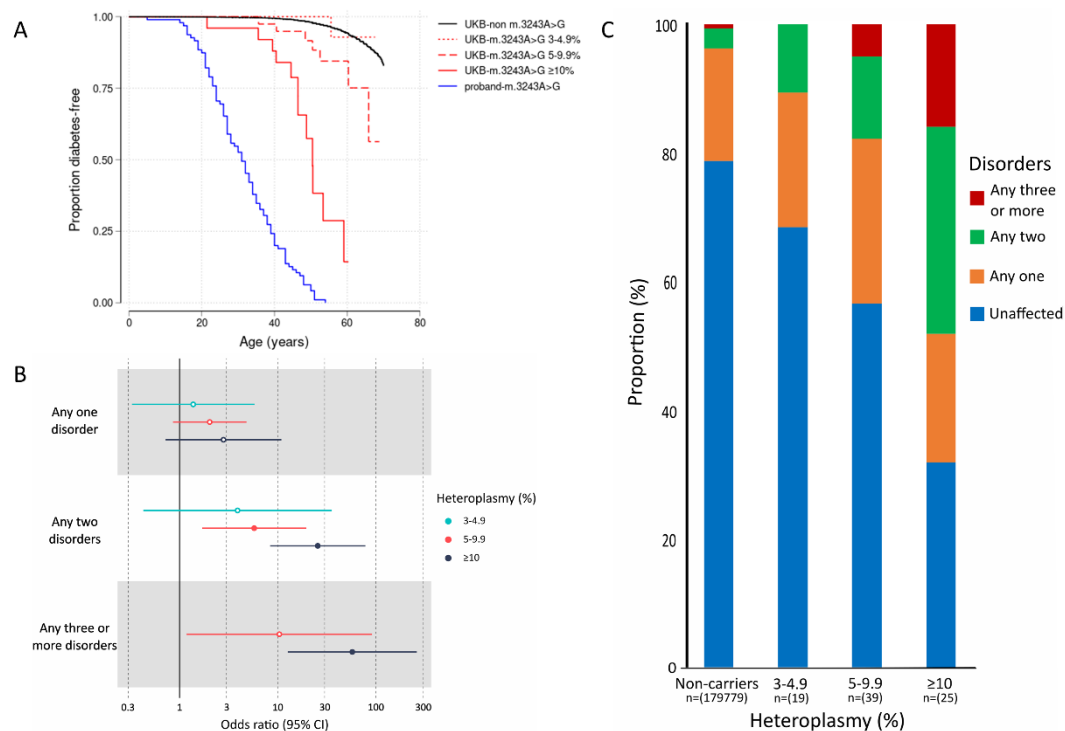 A
1.00
0.75
0.50
0.25
0.00
Proportion diabetes-free
0
20
40
60
80
Age (years)
UKB-non m.3243A>G
UKB-m.3243A>G 3-4.9%
UKB-m.3243A>G 5-9.9%
UKB-m.3243A>G ≥10%
proband-m.3243A>G
B
Any one
disorder
Any two
disorders
Any three or
more disorders
0.3
1
3
10
30
100
300
Odds ratio (95% CI)
Heteroplasmy (%)
3-4.9
5-9.9
≥10
C
100
80
60
40
20
0
Proportion (%)
Non-carriers
n=(179779)
3-4.9
n=(19)
5-9.9
n=(39)
≥10
n=(25)
Heteroplasmy (%)
Disorders
Any three
or more
Any two
Any one
Unaffected